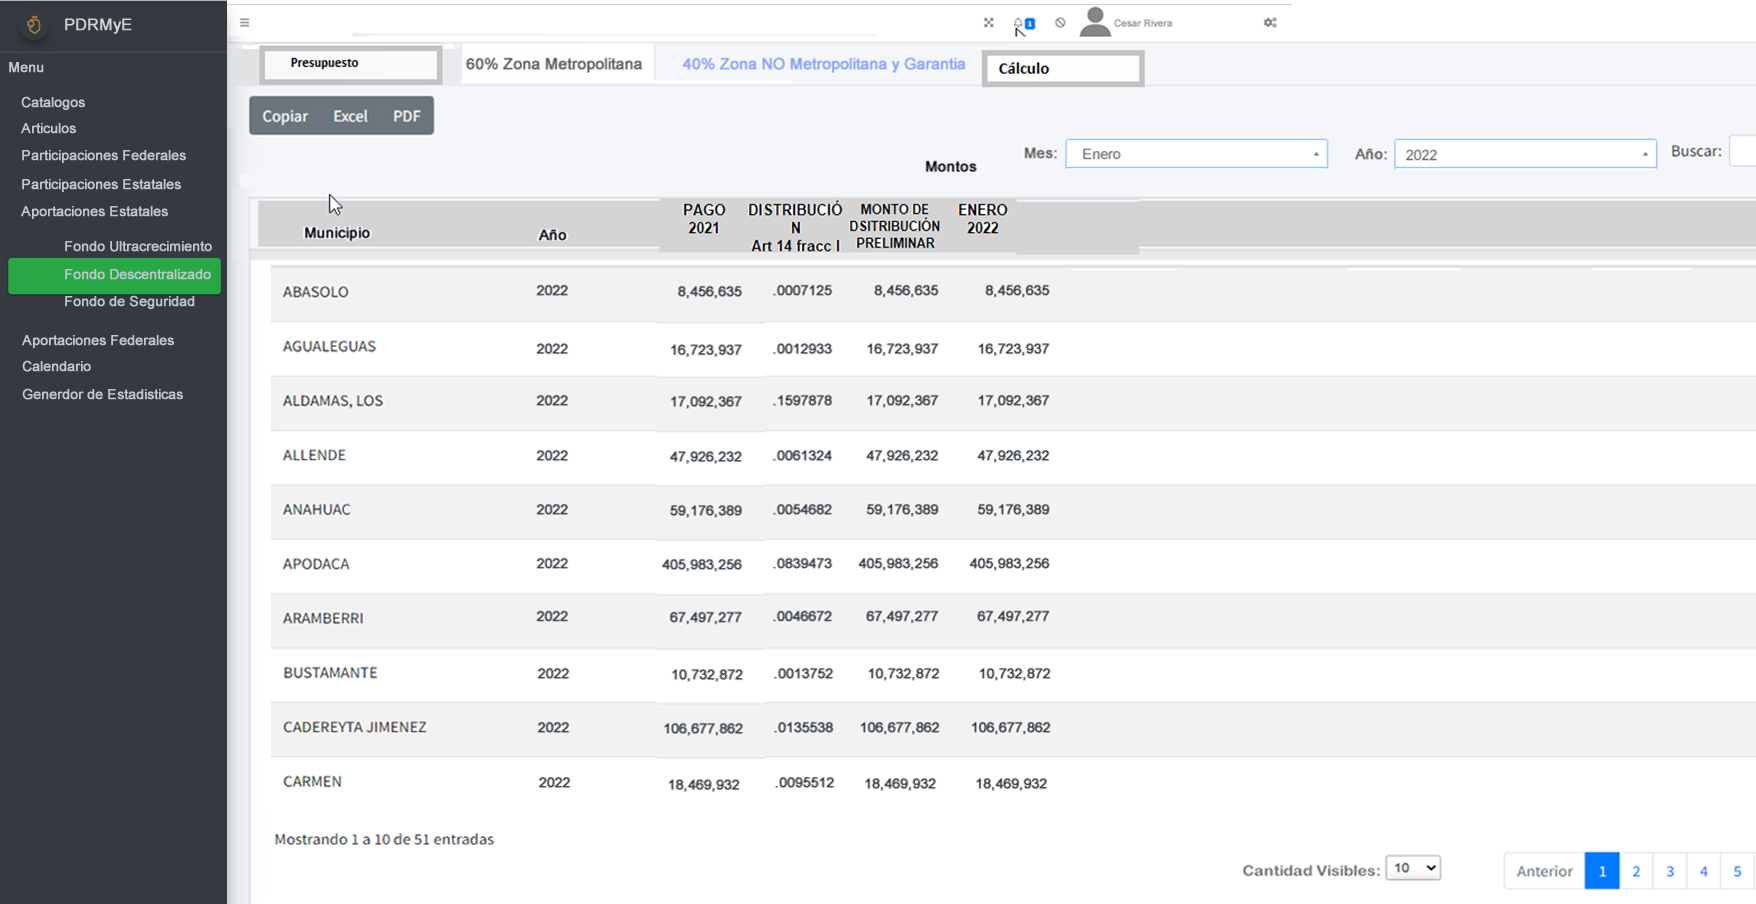 PDRMyE
Menu
Catalogos
Articulos
Participaciones Federales
Participaciones Estatales
Aportaciones Estatales
Fondo Ultracrecimiento
Fondo Descentralizado
Fondo de Seguridad
Aportaciones Federales
Calendario
Generdor de Estadisticas
1 Cesar Rivera
Presupuesto 60% Zona Metropolitana 40% Zona NO Metropolitana y Garantia Cálculo
Copiar Excel PDF
Montos Mes: Enero Año: 2022 Buscar:
Municipio Año PAGO 2021 DISTRIBUCIÓN Art 14 fracc I MONTO DE DSITRIBUCIÓN PRELIMINAR ENERO 2022
ABASOLO 2022 8,456,635 .0007125 8,456,635 8,456,635
AGUALEGUAS 2022 16,723,937 .0012933 16,723,937 16,723,937
ALDAMAS, LOS 2022 17,092,367 .1597878 17,092,367 17,092,367
ALLENDE 2022 47,926,232 .0061324 47,926,232 47,926,232
ANAHUAC 2022 59,176,389 .0054682 59,176,389 59,176,389
APODACA 2022 405,983,256 .0839473 405,983,256 405,983,256
ARAMBERRI 2022 67,497,277 .0046672 67,497,277 67,497,277
BUSTAMANTE 2022 10,732,872 .0013752 10,732,872 10,732,872
CADEREYTA JIMENEZ 2022 106,677,862 .0135538 106,677,862 106,677,862
CARMEN 2022 18,469,932 .0095512 18,469,932 18,469,932
Mostrando 1 a 10 de 51 entradas
Cantidad Visibles: 10 Anterior 1 2 3 4 5